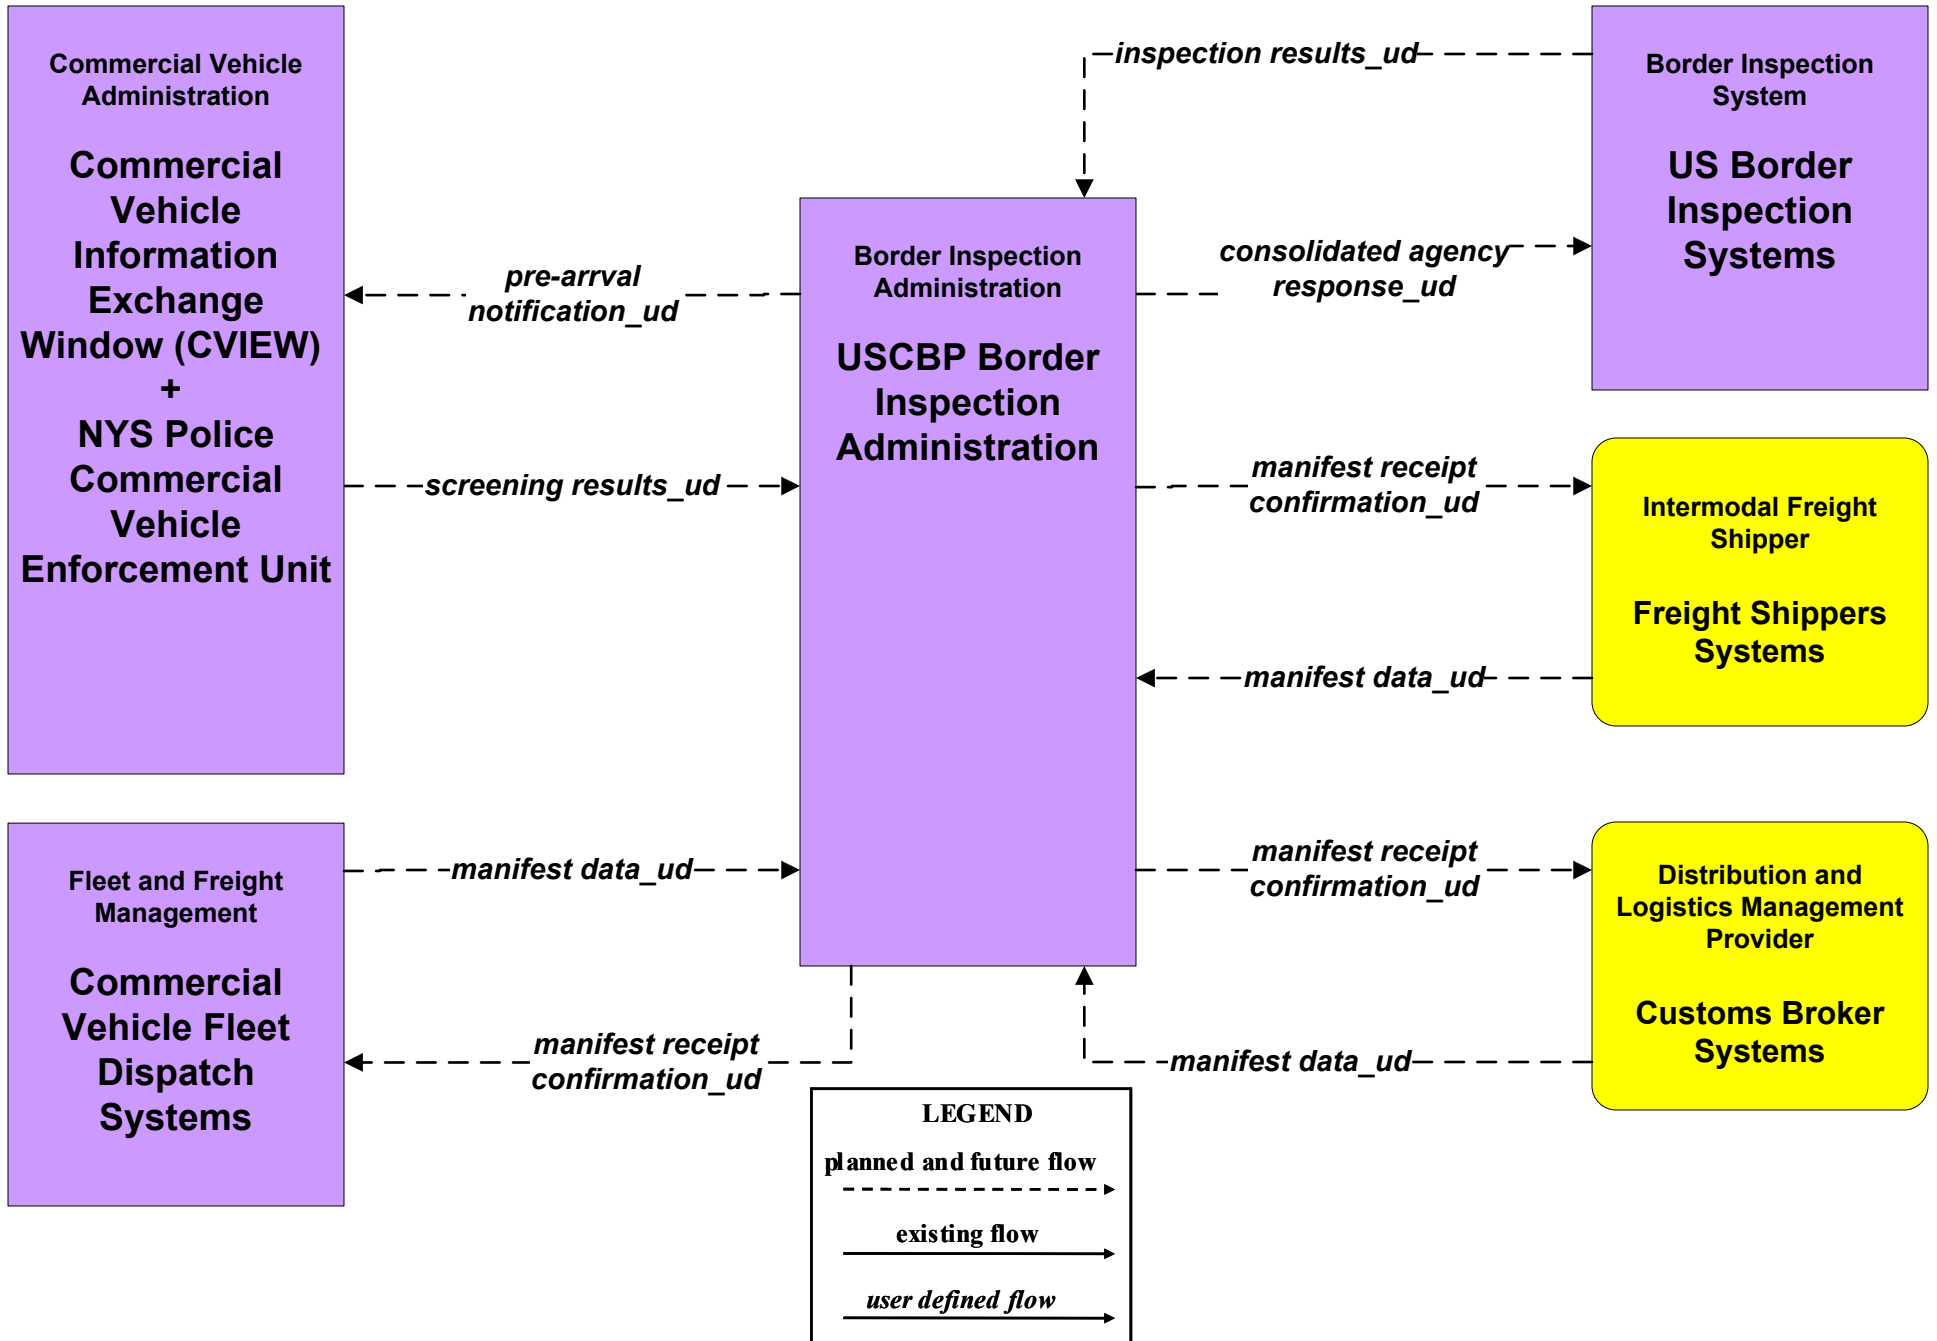 Commercial Vehicle
Administration
Commercial
Vehicle
Information
Exchange
Window (CVIEW)
+
NYS Police
Commercial
Vehicle
Enforcement Unit
Fleet and Freight
Management
Commercial
Vehicle Fleet
Dispatch
Systems
pre-arrval
notification_ud
screening results_ud
manifest data_ud
manifest receipt
confirmation_ud
Border Inspection
Administration
USCBP Border
Inspection
Administration
inspection results_ud
consolidated agency
response_ud
manifest receipt
confirmation_ud
manifest data_ud
manifest receipt
confirmation_ud
manifest data_ud
Border Inspection
System
US Border
Inspection
Systems
Intermodal Freight
Shipper
Freight Shippers
Systems
Distribution and
Logistics Management
Provider
Customs Broker
Systems
LEGEND
planned and future flow
existing flow
user defined flow